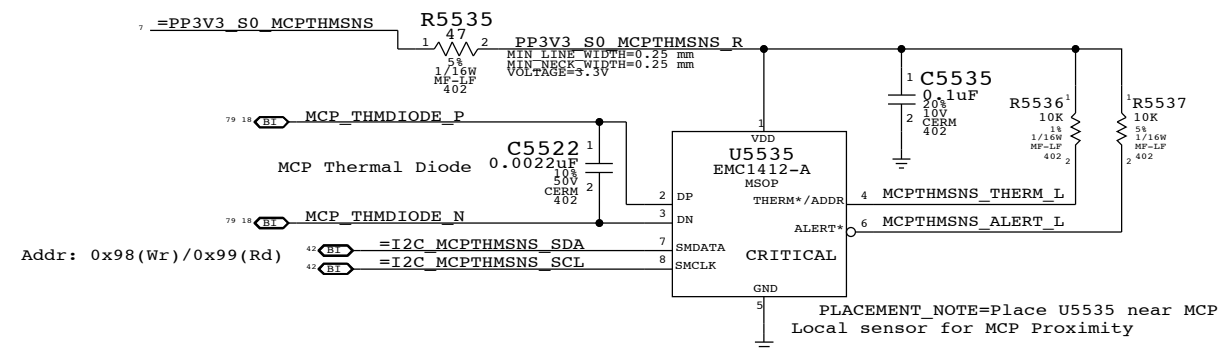 7 =PP3V3_S0_MCPTHMSNS
R5535
47
1 2
5%
1/16W
MF-LF
402
PP3V3_S0_MCPTHMSNS_R
MIN_LINE_WIDTH=0.25 mm
MIN_NECK_WIDTH=0.25 mm
VOLTAGE=3.3V
1
C5535
0.1uF
20%
10V
CERM
402
2
R5536
10K
1%
1/16W
MF-LF
402
1
2
R5537
10K
5%
1/16W
MF-LF
402
1
2
79 18 BI MCP_THMDIODE_P
MCP Thermal Diode
C5522
0.0022uF
10%
50V
CERM
402
1
2
79 18 BI MCP_THMDIODE_N
Addr: 0x98(Wr)/0x99(Rd)
42 BI =I2C_MCPTHMSNS_SDA
42 BI =I2C_MCPTHMSNS_SCL
1
VDD
U5535
EMC1412-A
MSOP
2 DP
3 DN
7 SMDATA
8 SMCLK
THERM*/ADDR 4 MCPTHMSNS_THERM_L
ALERT* 6 MCPTHMSNS_ALERT_L
CRITICAL
GND
5
PLACEMENT_NOTE=Place U5535 near MCP
Local sensor for MCP Proximity